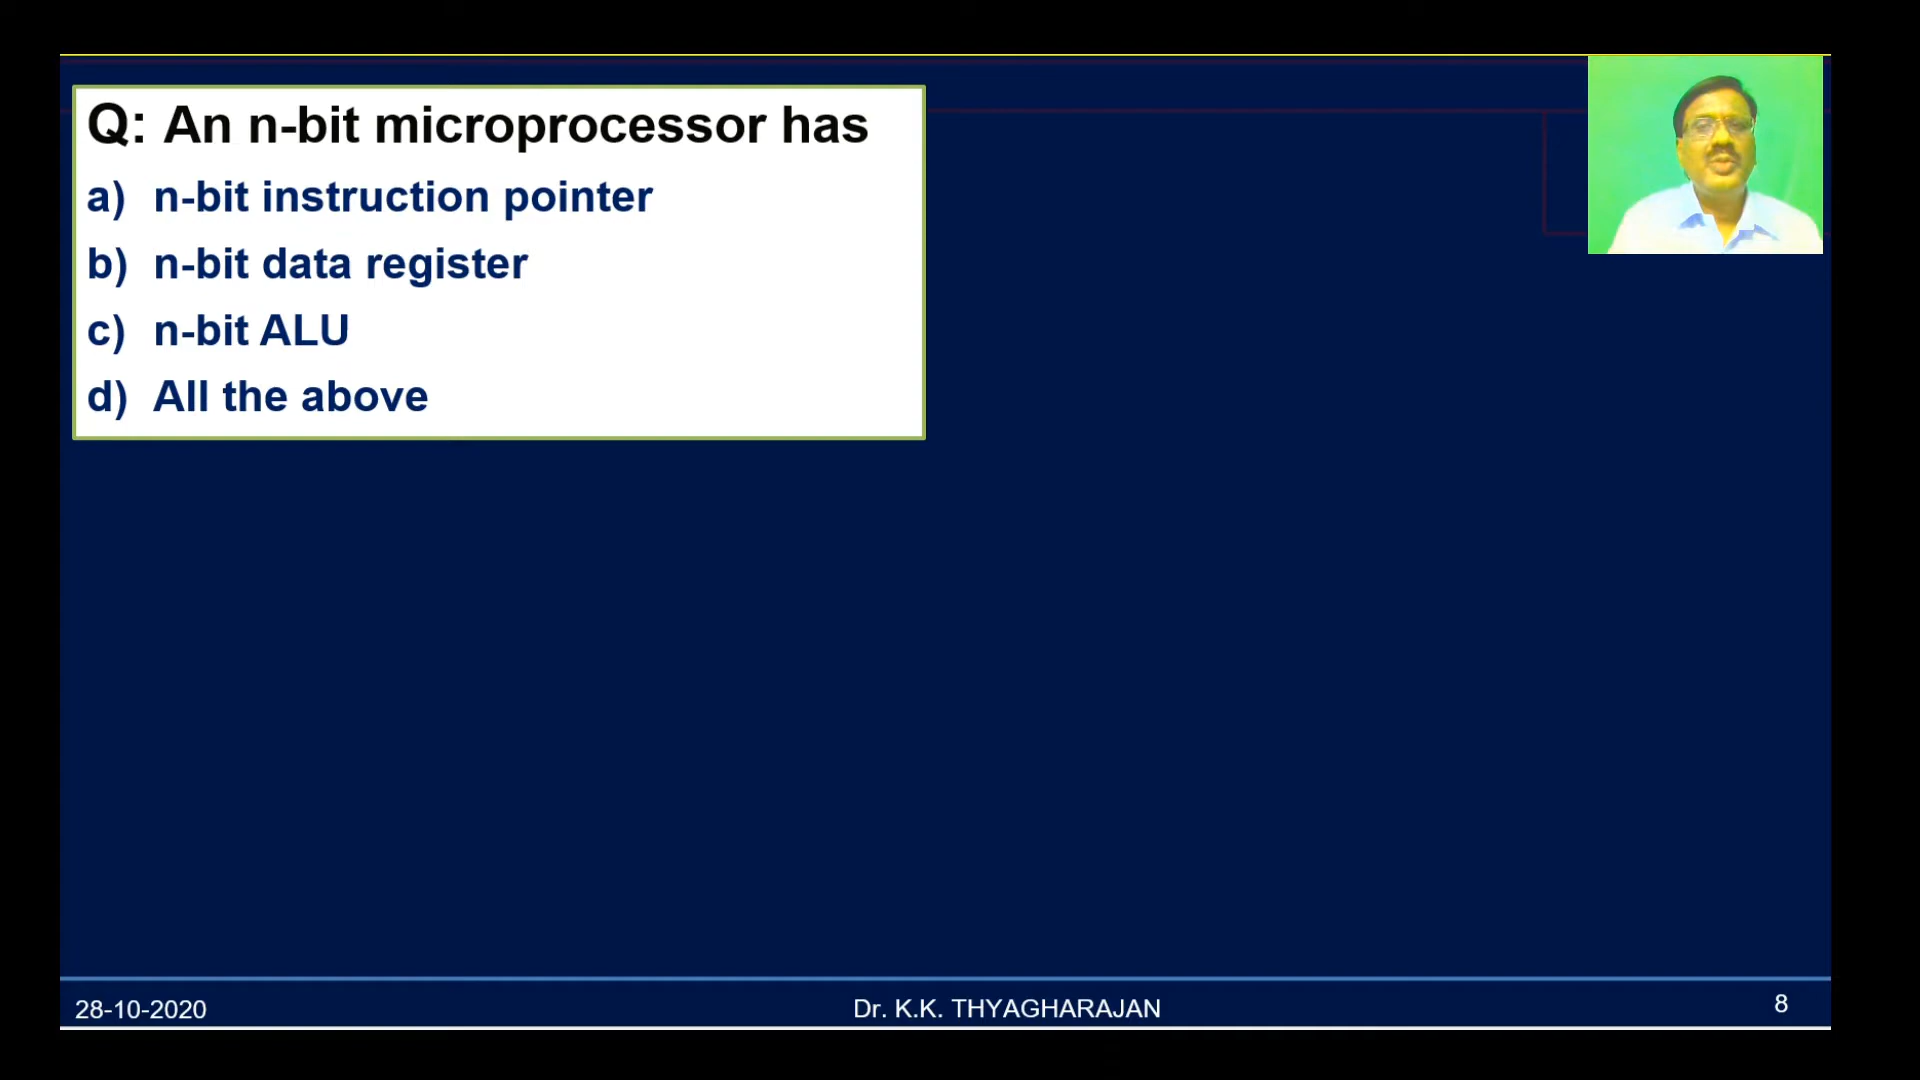 Q: An n-bit microprocessor has
a) n-bit instruction pointer
b) n-bit data register
c) n-bit ALU
d) All the above
28-10-2020
Dr. K.K. THYAGHARAJAN
8